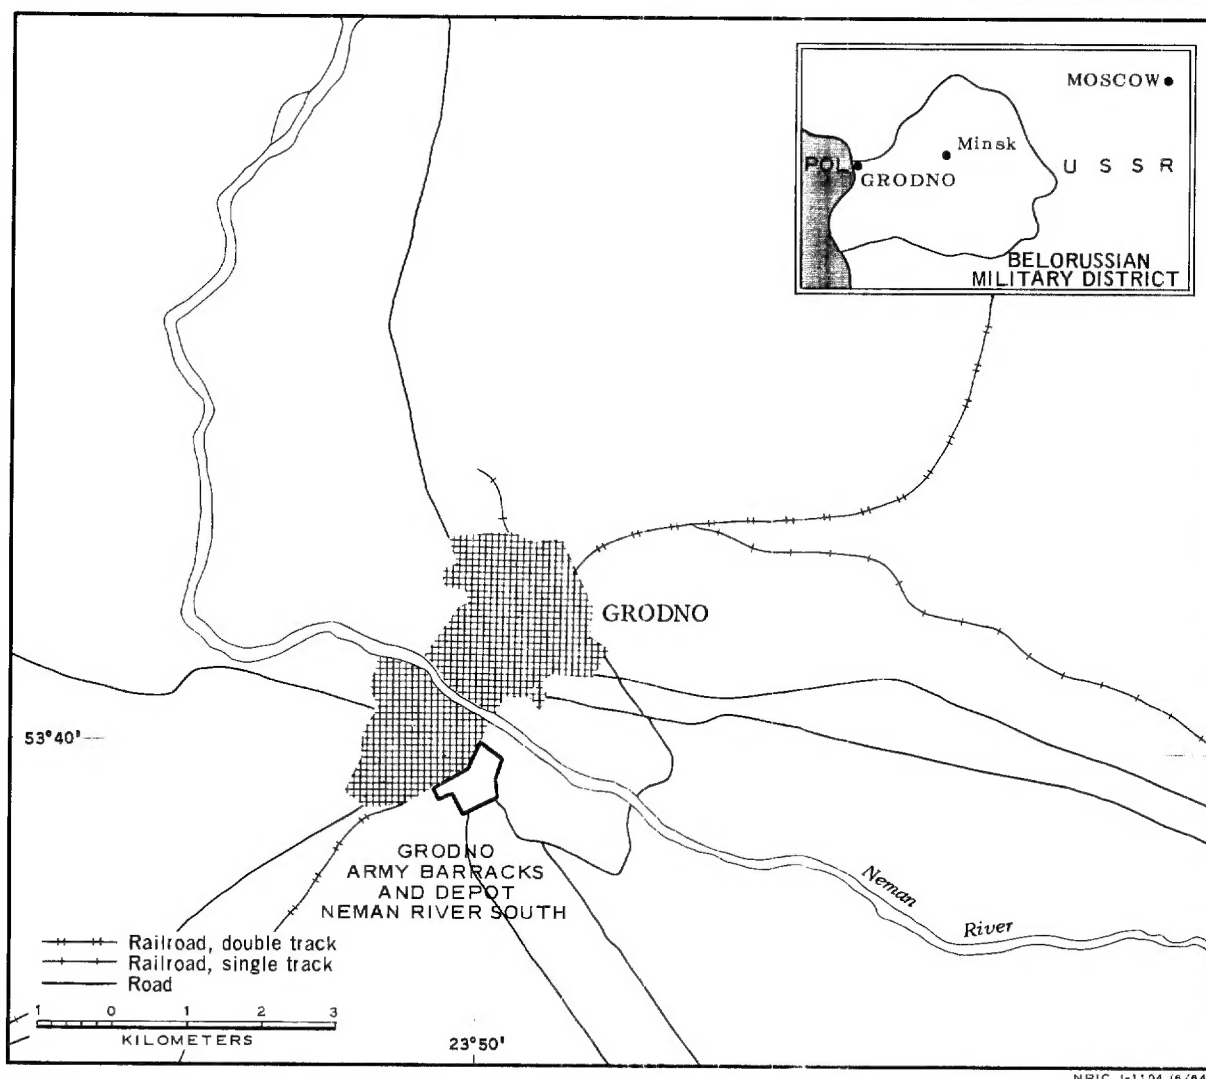 MOSCOW
Minsk
POL.
GRODNO
U S S R
BELORUSSIAN
MILITARY DISTRICT
GRODNO
53°40'
GRODNO
ARMY BARRACKS
AND DEPOT
NEMAN RIVER SOUTH
Neman
River
Railroad, double track
Railroad, single track
Road
1 0 1 2 3
KILOMETERS
23°50'